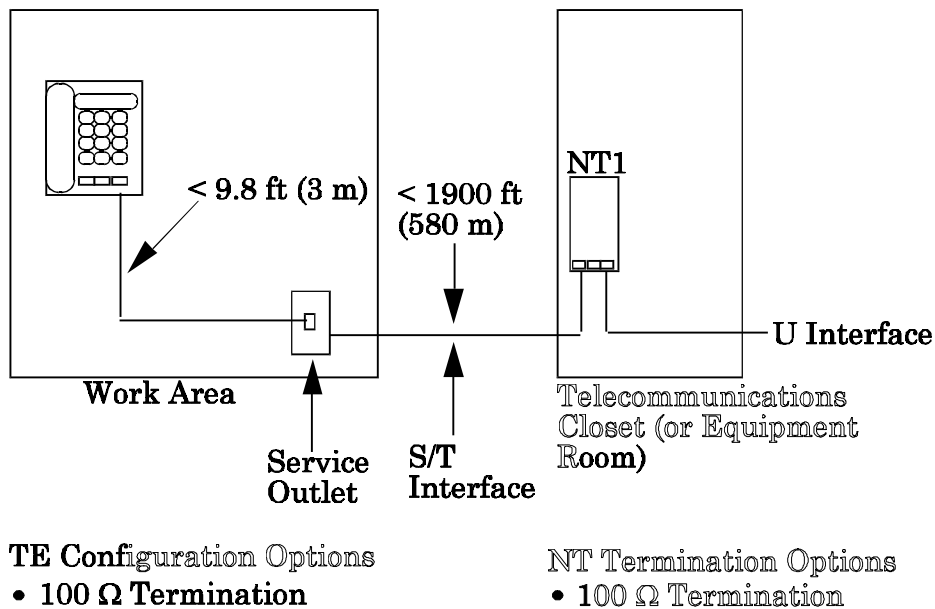 NT1
< 9.8 ft (3 m)
< 1900 ft
(580 m)
U Interface
Work Area
Telecommunications
Closet (or Equipment
Room)
Service
Outlet
S/T
Interface
TE Configuration Options
• 100 Ω Termination
NT Termination Options
• 100 Ω Termination